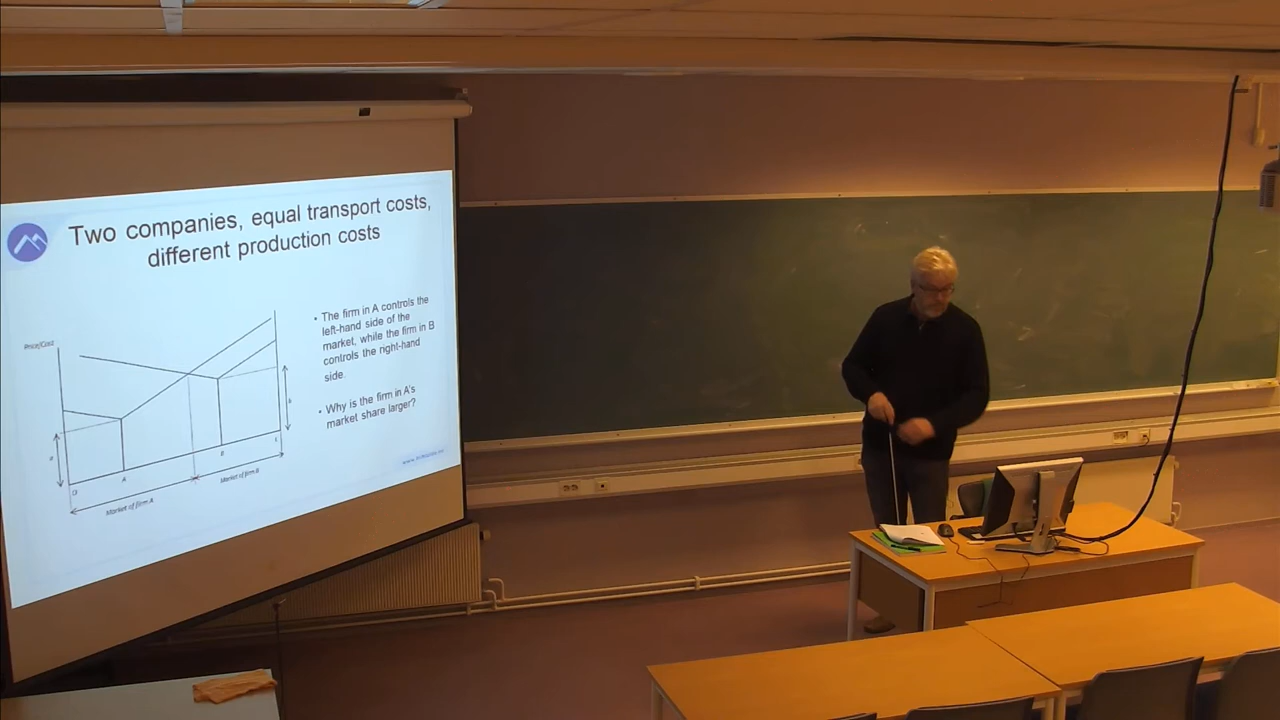 Two companies, equal transport costs,
different production costs
Price/Cost
• The firm in A controls the
left-hand side of the
market, while the firm in B
controls the right-hand
side.
• Why is the firm in A's
market share larger?
a
b
O
A
B
L
Market of firm A
Market of firm B